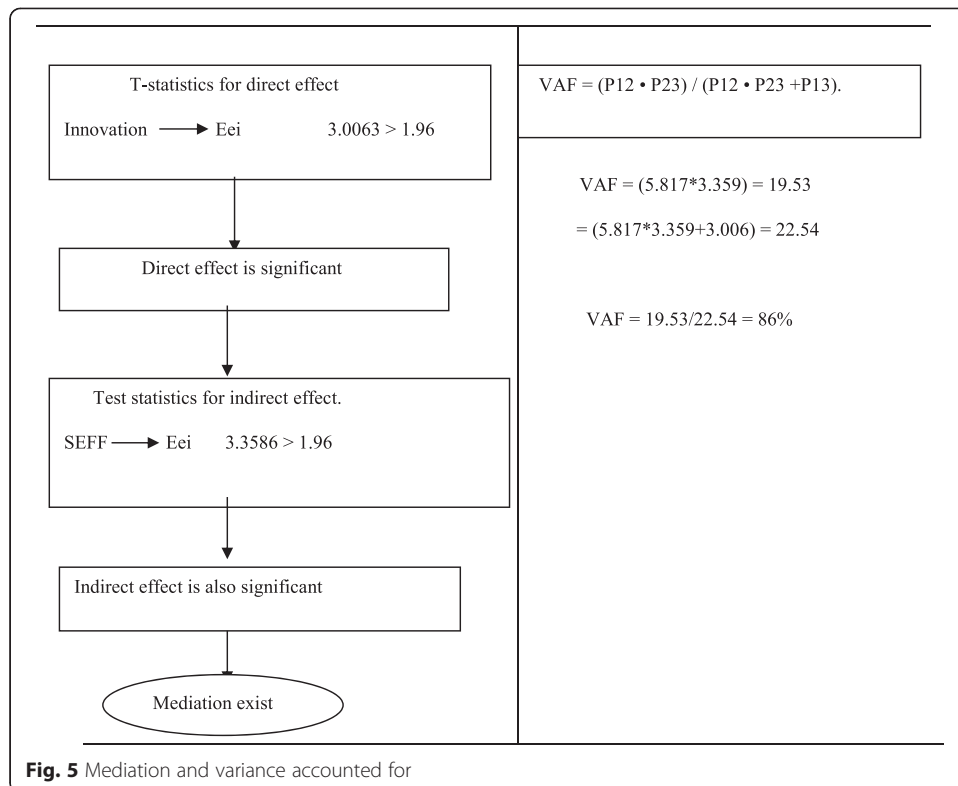 T-statistics for direct effect
Innovation ⟶ Eei 3.0063 > 1.96
Direct effect is significant
Test statistics for indirect effect.
SEFF ⟶ Eei 3.3586 > 1.96
Indirect effect is also significant
Mediation exist
VAF = (P12 • P23) / (P12 • P23 +P13).
VAF = (5.817*3.359) = 19.53
= (5.817*3.359+3.006) = 22.54
VAF = 19.53/22.54 = 86%
Fig. 5 Mediation and variance accounted for